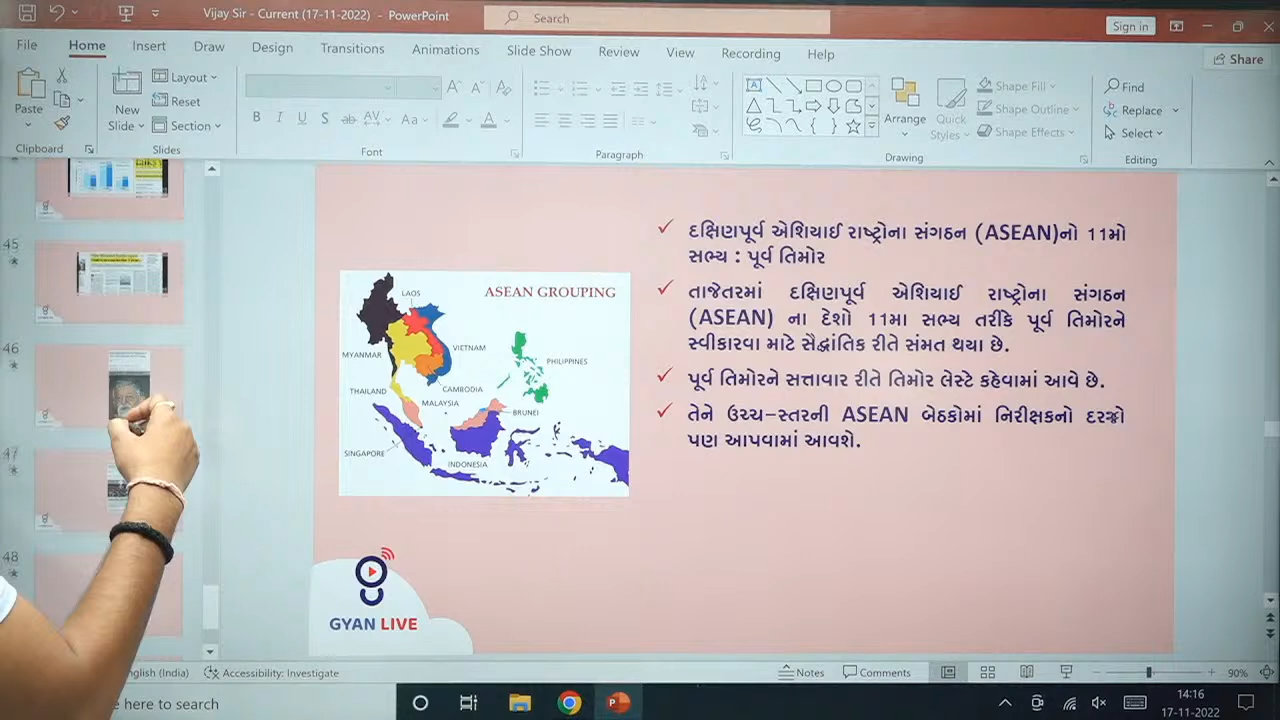 Vijay Sir - Current (17-11-2022) - PowerPoint
Search
Sign in
File
Home
Insert
Draw
Design
Transitions
Animations
Slide Show
Review
View
Recording
Help
Share
Paste
New
Slide
Layout
Reset
Section
Arrange
Quick
Styles
Shape Fill
Shape Outline
Shape Effects
Find
Replace
Select
Clipboard
Slides
Font
Paragraph
Drawing
Editing
45
46
47
48
ASEAN GROUPING
LAOS
MYANMAR
VIETNAM
PHILIPPINES
THAILAND
CAMBODIA
MALAYSIA
BRUNEI
SINGAPORE
INDONESIA
GYAN LIVE
દક્ષિણપૂર્વ એશિયાઈ રાષ્ટ્રોના સંગઠન (ASEAN)નો 11મો
સભ્ય : પૂર્વ તિમોર
તાજેતરમાં દક્ષિણપૂર્વ એશિયાઈ રાષ્ટ્રોના સંગઠન
(ASEAN) ના દેશો 11મા સભ્ય તરીકે પૂર્વ તિમોરને
સ્વીકારવા માટે સૈદ્ધાંતિક રીતે સંમત થયા છે.
પૂર્વ તિમોરને સત્તાવાર રીતે તિમોર લેસ્ટે કહેવામાં આવે છે.
તેને ઉચ્ચ-સ્તરની ASEAN બેઠકોમાં નિરીક્ષકનો દરજ્જો
પણ આપવામાં આવશે.
nglish (India)
Accessibility: Investigate
Notes
Comments
90%
here to search
14:16
17-11-2022